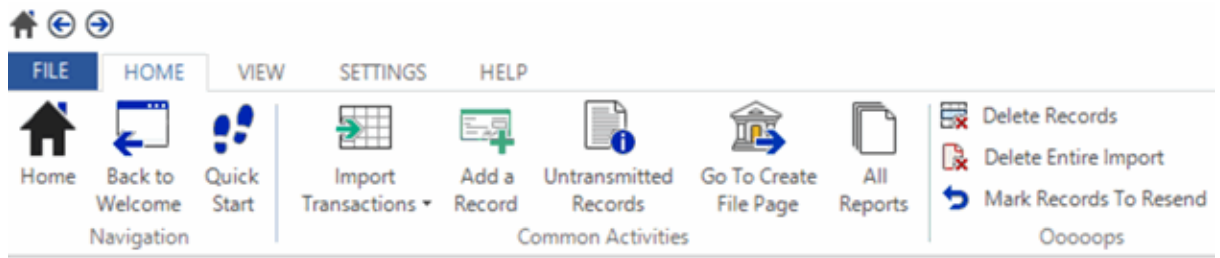 FILE HOME VIEW SETTINGS HELP
Home
Back to
Welcome
Quick
Start
Import
Transactions
Add a
Record
Untransmitted
Records
Go To Create
File Page
All
Reports
Delete Records
Delete Entire Import
Mark Records To Resend
Navigation
Common Activities
Ooooops